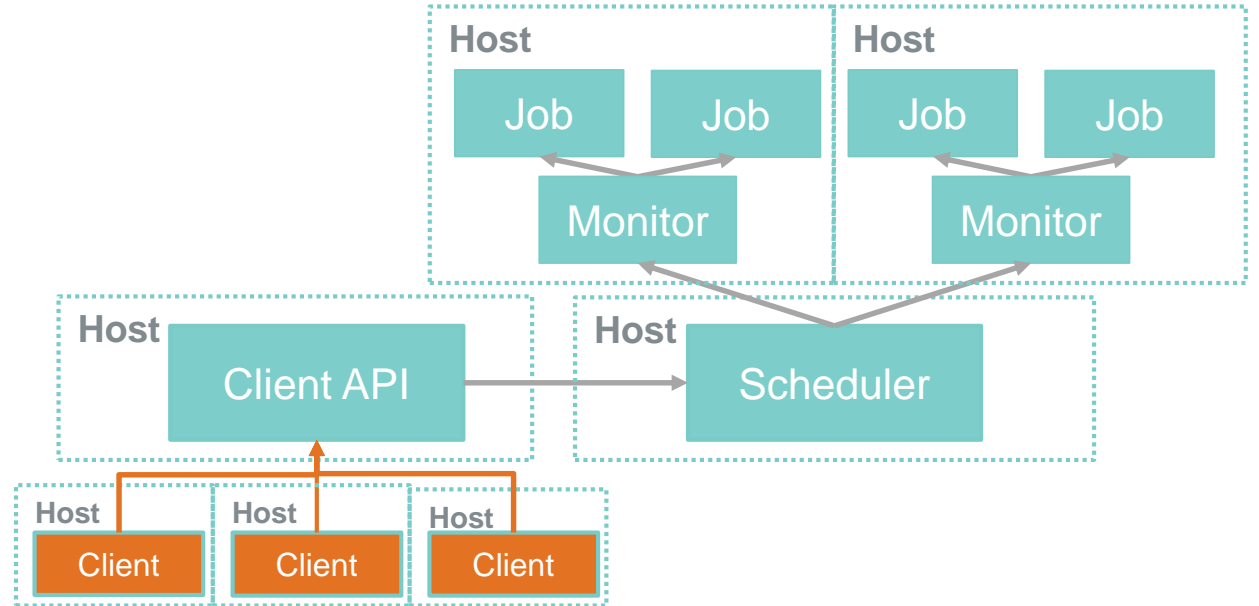 Host
Host
Job
Job
Job
Job
Monitor
Monitor
Host
Host
Client API
Scheduler
Host
Host
Host
Client
Client
Client